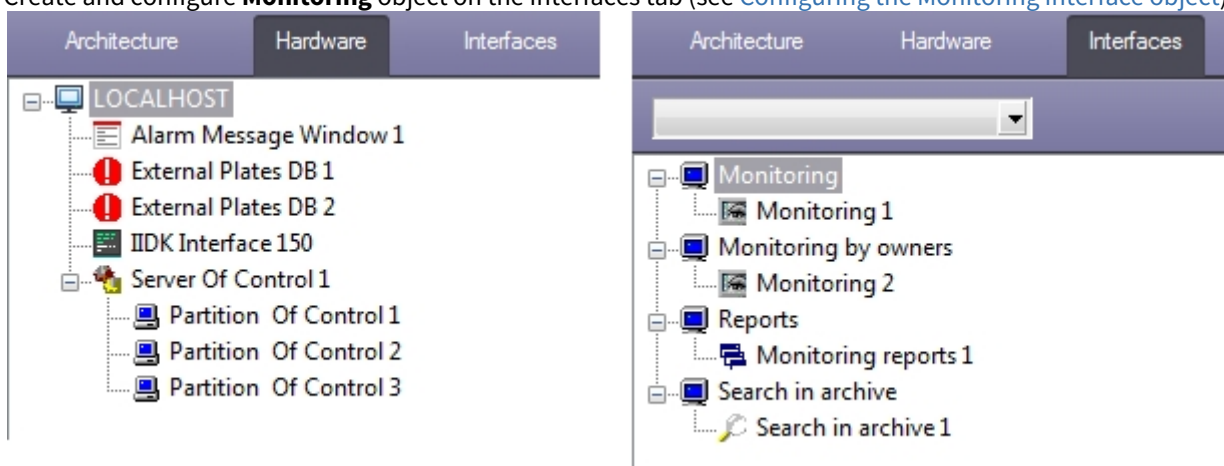 Create and configure Monitoring object on the Interfaces tab (see Configuring the Monitoring interface object)
Architecture Hardware Interfaces
LOCALHOST
Alarm Message Window 1
External Plates DB 1
External Plates DB 2
IIDK Interface 150
Server Of Control 1
Partition Of Control 1
Partition Of Control 2
Partition Of Control 3
Architecture Hardware Interfaces
Monitoring
Monitoring 1
Monitoring by owners
Monitoring 2
Reports
Monitoring reports 1
Search in archive
Search in archive 1